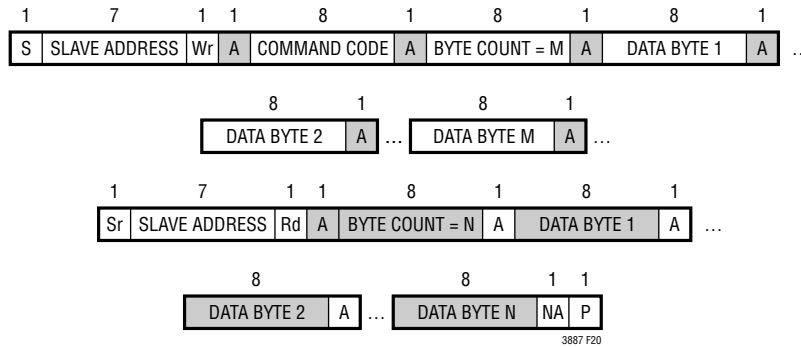 1 7 1 1 8 1 8 1 8 1
S SLAVE ADDRESS Wr A COMMAND CODE A BYTE COUNT = M A DATA BYTE 1 A …
8 1 8 1
DATA BYTE 2 A … DATA BYTE M A …
1 7 1 1 8 1 8 1
Sr SLAVE ADDRESS Rd A BYTE COUNT = N A DATA BYTE 1 A …
8 8 1 1
DATA BYTE 2 A … DATA BYTE N NA P
3887 F20